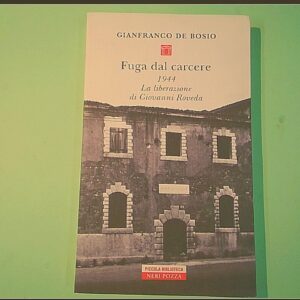 GIANFRANCO DE BOSIO
Fuga dal carcere
1944
La liberazione
di Giovanni Roveda
PICCOLA BIBLIOTECA
NERI POZZA